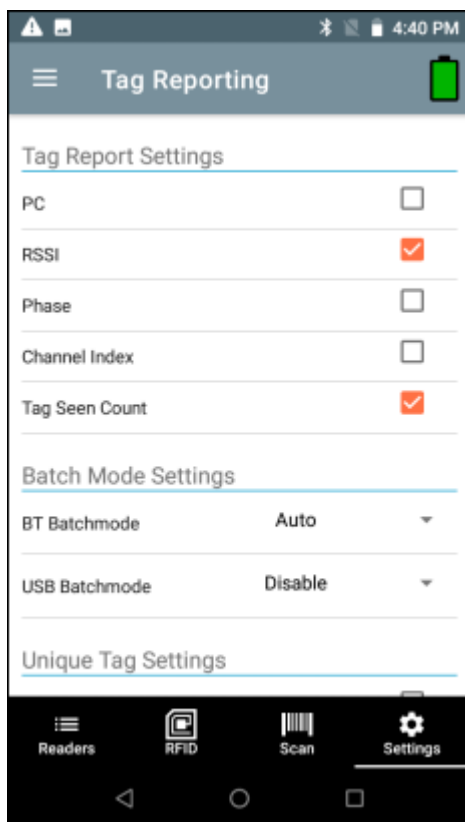 4:40 PM
Tag Reporting
Tag Report Settings
PC
RSSI
Phase
Channel Index
Tag Seen Count
Batch Mode Settings
BT Batchmode Auto
USB Batchmode Disable
Unique Tag Settings
Readers RFID Scan Settings